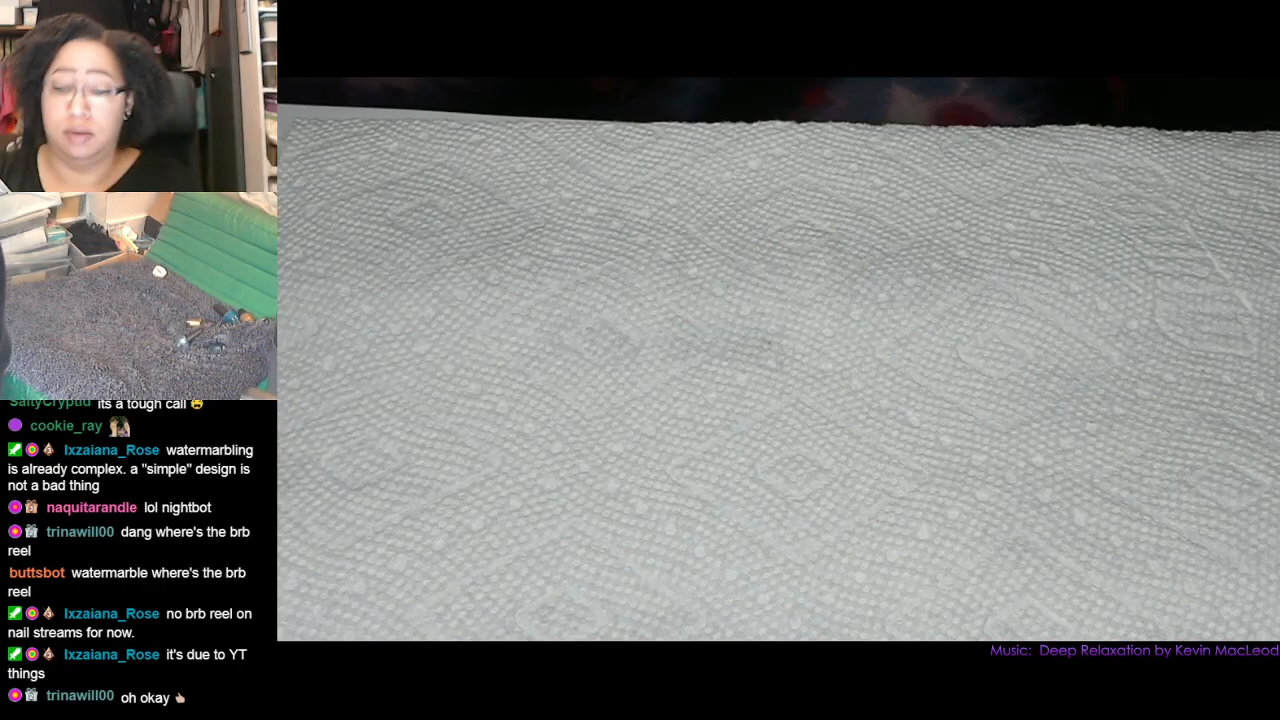 SaltyCryptid its a tough call
cookie_ray
Ixzaiana_Rose watermarbling
is already complex. a "simple" design is
not a bad thing
naquitarandle lol nightbot
trinawill00 dang where's the brb
reel
buttsbot watermarble where's the brb
reel
Ixzaiana_Rose no brb reel on
nail streams for now.
Ixzaiana_Rose it's due to YT
things
trinawill00 oh okay
Music: Deep Relaxation by Kevin MacLeod